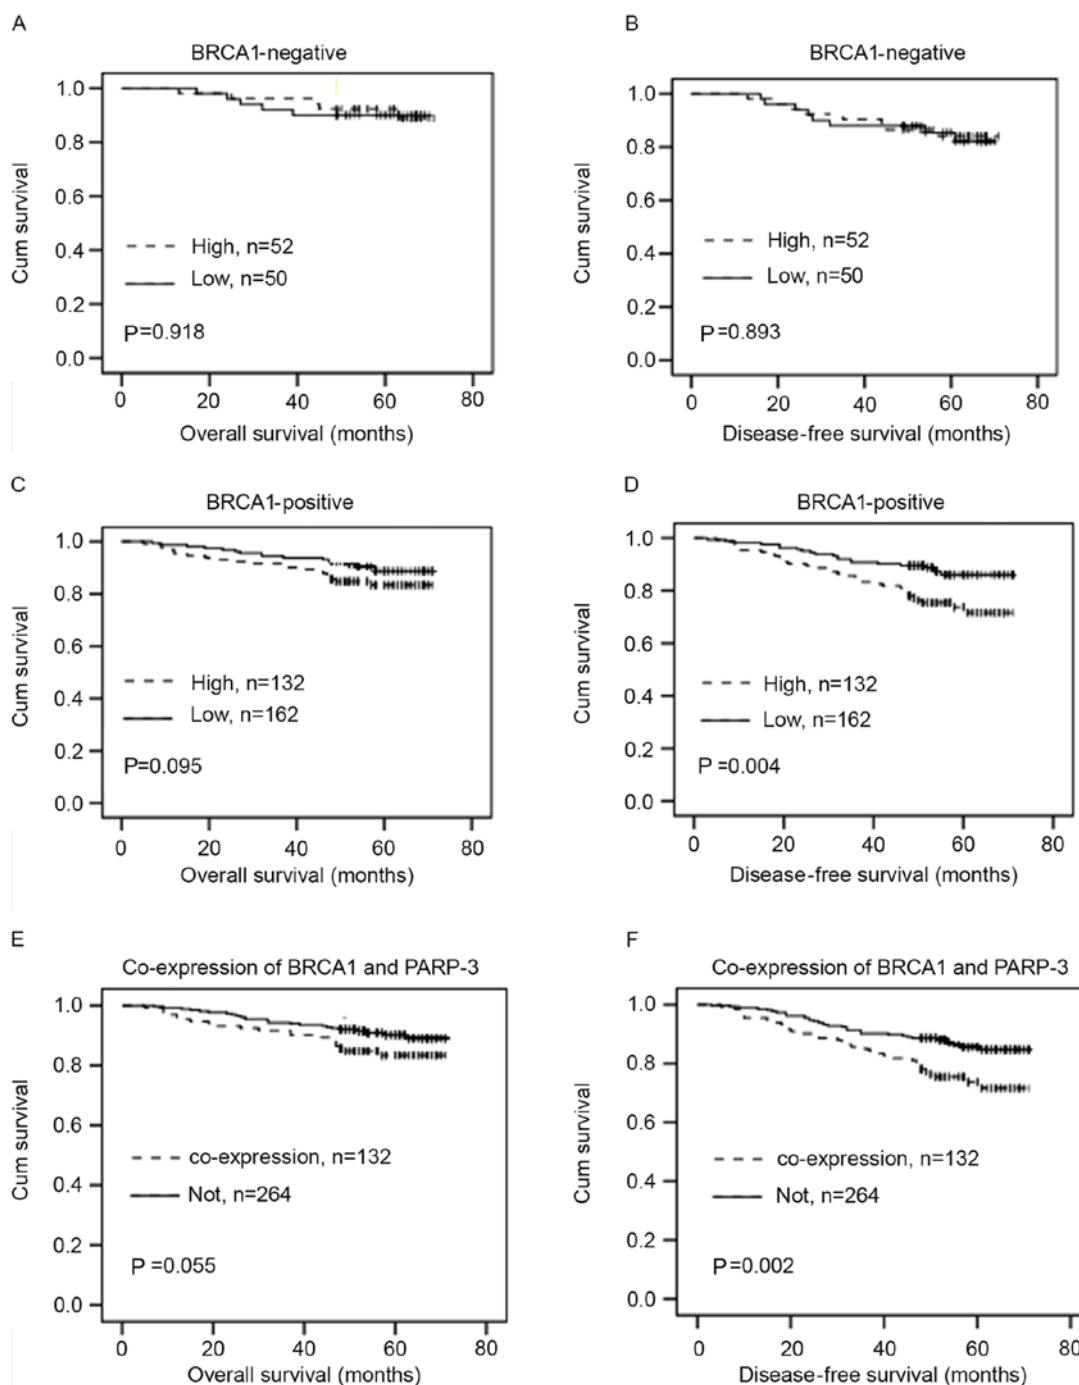 A
BRCA1-negative
1.0
0.8
0.6
0.4
0.2
0.0
Cum survival
High, n=52
Low, n=50
P=0.918
0 20 40 60 80
Overall survival (months)
B
BRCA1-negative
1.0
0.8
0.6
0.4
0.2
0.0
Cum survival
High, n=52
Low, n=50
P=0.893
0 20 40 60 80
Disease-free survival (months)
C
BRCA1-positive
1.0
0.8
0.6
0.4
0.2
0.0
Cum survival
High, n=132
Low, n=162
P=0.095
0 20 40 60 80
Overall survival (months)
D
BRCA1-positive
1.0
0.8
0.6
0.4
0.2
0.0
Cum survival
High, n=132
Low, n=162
P =0.004
0 20 40 60 80
Disease-free survival (months)
E
Co-expression of BRCA1 and PARP-3
1.0
0.8
0.6
0.4
0.2
0.0
Cum survival
co-expression, n=132
Not, n=264
P =0.055
0 20 40 60 80
Overall survival (months)
F
Co-expression of BRCA1 and PARP-3
1.0
0.8
0.6
0.4
0.2
0.0
Cum survival
co-expression, n=132
Not, n=264
P=0.002
0 20 40 60 80
Disease-free survival (months)